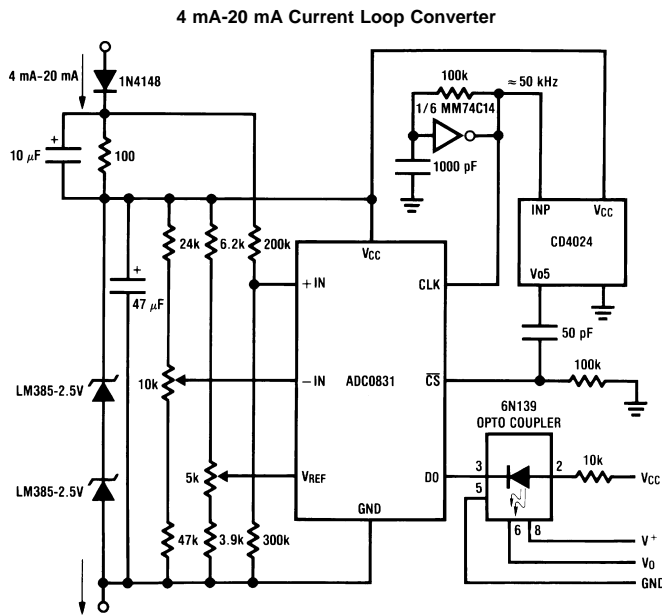 4 mA-20 mA Current Loop Converter
4 mA-20 mA
1N4148
100k
≈ 50 kHz
1/6 MM74C14
+
10 µF
100
1000 pF
INP
VCC
CD4024
VO5
24k
6.2k
200k
VCC
+
47 µF
+ IN
CLK
50 pF
LM385-2.5V
10k
− IN
ADC0831
CS
100k
6N139
OPTO COUPLER
LM385-2.5V
5k
VREF
DO
3
2
10k
VCC
5
GND
6
8
V+
47k
3.9k
300k
VO
GND